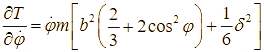 ∂T/∂φ̇ = φ̇m[b²(2/3 + 2cos²φ) + 1/6 δ²]